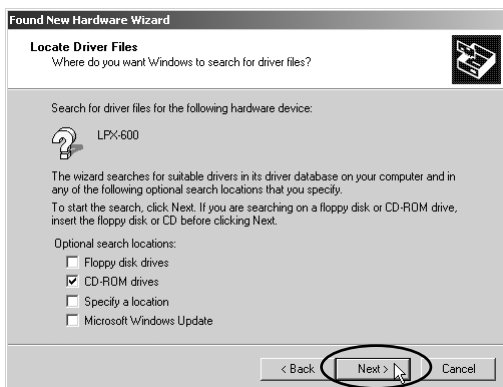 Found New Hardware Wizard
Locate Driver Files
Where do you want Windows to search for driver files?
Search for driver files for the following hardware device:
LPX-600
The wizard searches for suitable drivers in its driver database on your computer and in
any of the following optional search locations that you specify.
To start the search, click Next. If you are searching on a floppy disk or CD-ROM drive,
insert the floppy disk or CD before clicking Next.
Optional search locations:
Floppy disk drives
CD-ROM drives
Specify a location
Microsoft Windows Update
< Back Next > Cancel